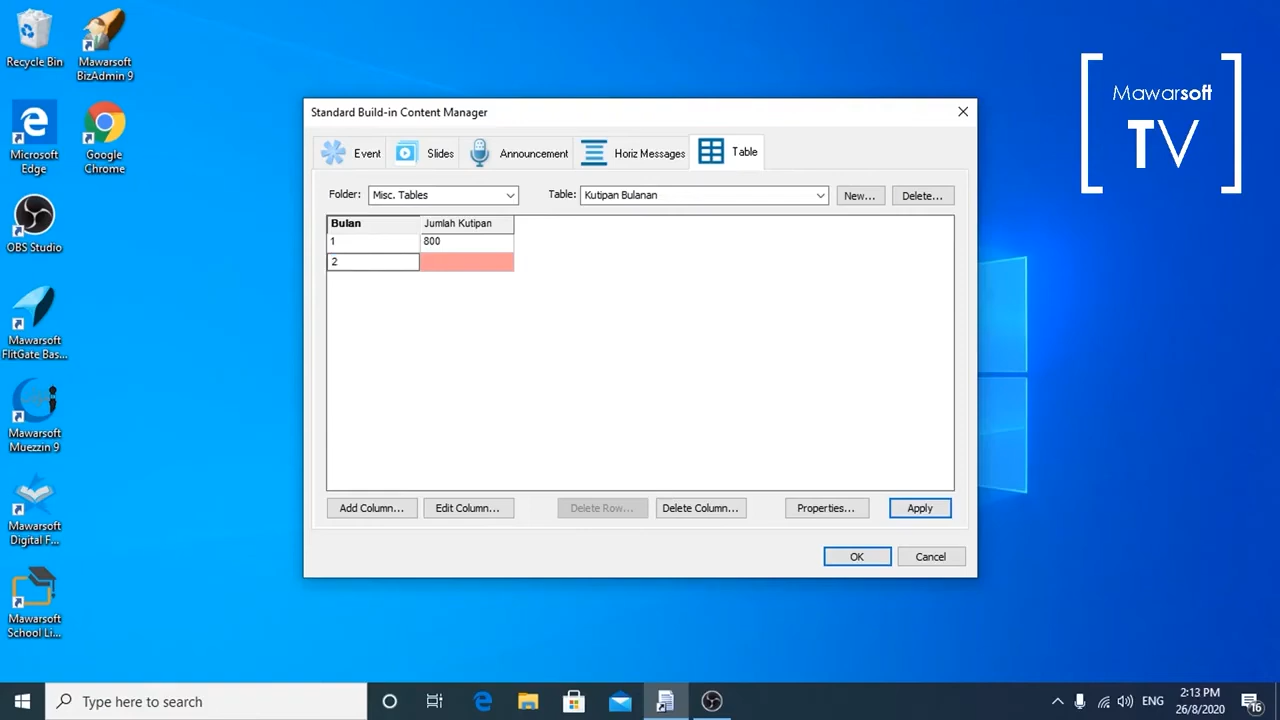 Recycle Bin
Mawarsoft
BizAdmin 9
Microsoft
Edge
Google
Chrome
OBS Studio
Mawarsoft
FlitGate Bas...
Mawarsoft
Muezzin 9
Mawarsoft
Digital F...
Mawarsoft
School Li...
Mawarsoft
TV
Standard Build-in Content Manager
Event
Slides
Announcement
Horiz Messages
Table
Folder:
Misc. Tables
Table:
Kutipan Bulanan
New...
Delete...
Bulan
Jumlah Kutipan
1
800
2
Add Column...
Edit Column...
Delete Row...
Delete Column...
Properties...
Apply
OK
Cancel
Type here to search
ENG
2:13 PM
26/8/2020
16